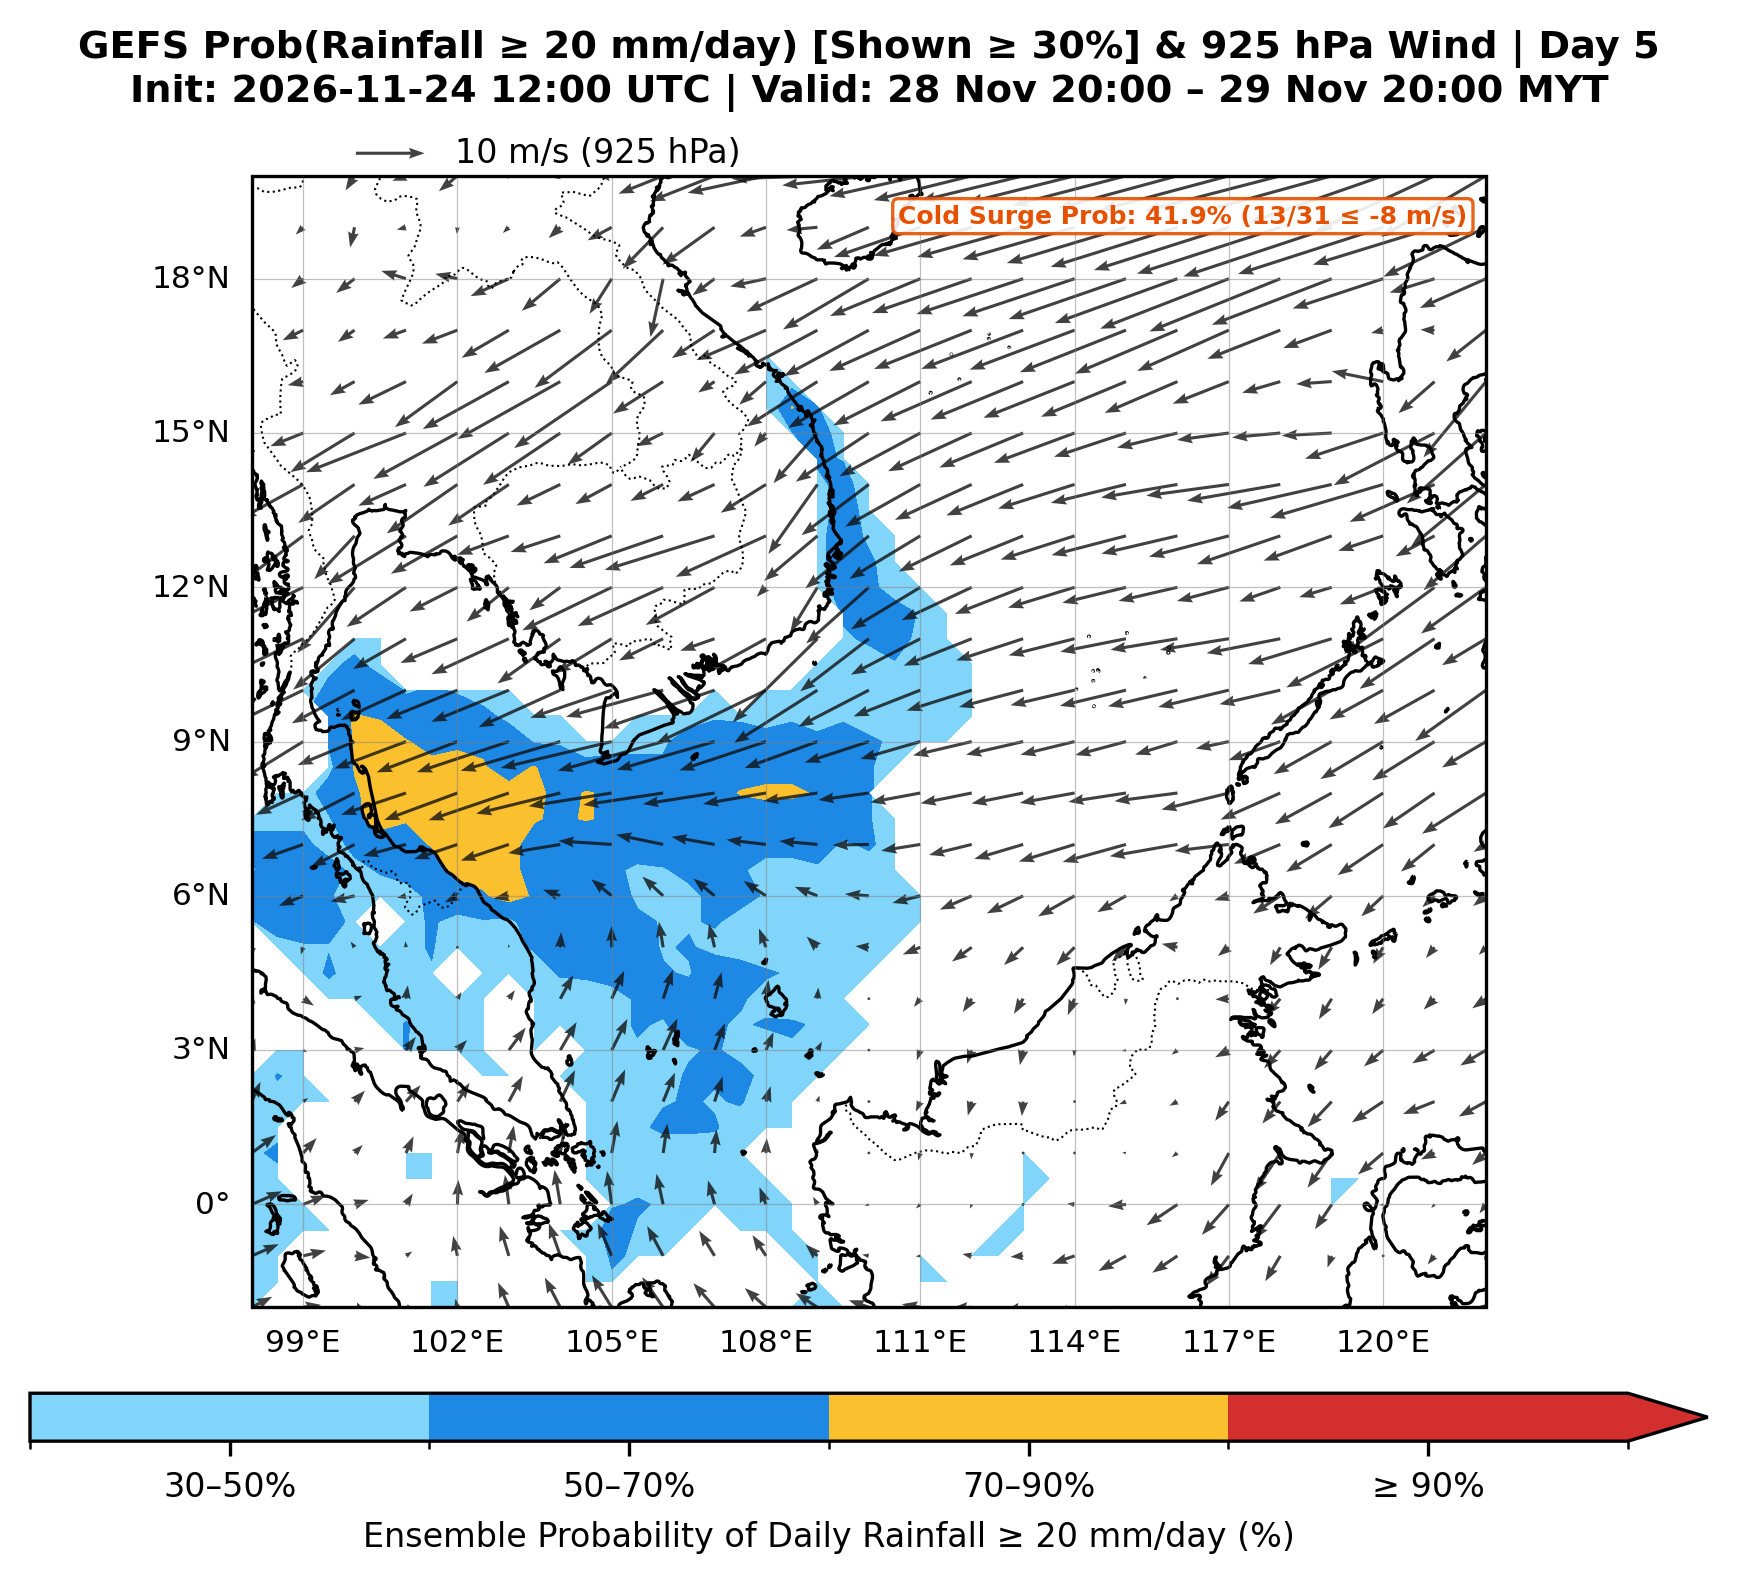 GEFS Prob(Rainfall ≥ 20 mm/day) [Shown ≥ 30%] & 925 hPa Wind | Day 5
Init: 2026-11-24 12:00 UTC | Valid: 28 Nov 20:00 – 29 Nov 20:00 MYT
10 m/s (925 hPa)
Cold Surge Prob: 41.9% (13/31 ≤ -8 m/s)
18°N
15°N
12°N
9°N
6°N
3°N
0°
99°E 102°E 105°E 108°E 111°E 114°E 117°E 120°E
30–50% 50–70% 70–90% ≥ 90%
Ensemble Probability of Daily Rainfall ≥ 20 mm/day (%)